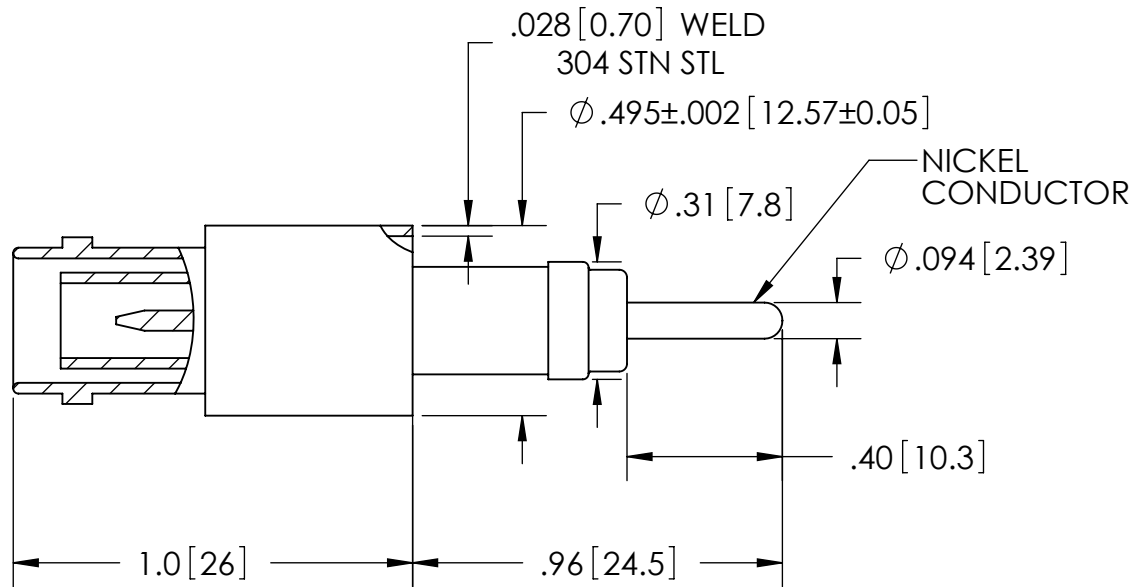 .028[0.70] WELD
304 STN STL
∅.495±.002[12.57±0.05]
NICKEL
CONDUCTOR
∅.31[7.8]
∅.094[2.39]
.40[10.3]
1.0[26]
.96[24.5]